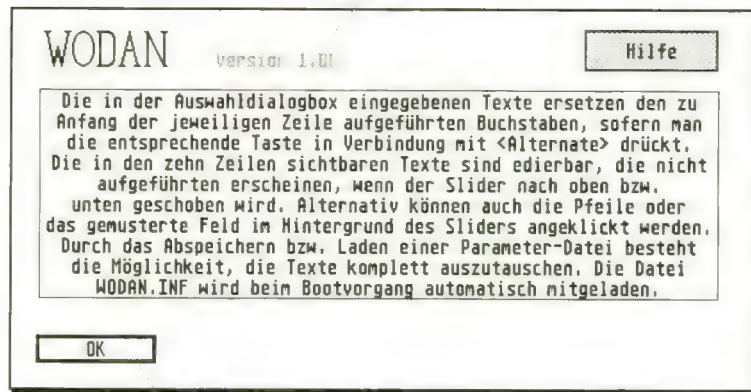 WODAN Version 1.01 Hilfe
Die in der Auswahldialogbox eingegebenen Texte ersetzen den zu
Anfang der jeweiligen Zeile aufgeführten Buchstaben, sofern man
die entsprechende Taste in Verbindung mit <Alternate> drückt.
Die in den zehn Zeilen sichtbaren Texte sind edierbar, die nicht
aufgeführten erscheinen, wenn der Slider nach oben bzw.
unten geschoben wird. Alternativ können auch die Pfeile oder
das gemusterte Feld im Hintergrund des Sliders angeklickt werden.
Durch das Abspeichern bzw. Laden einer Parameter-Datei besteht
die Möglichkeit, die Texte komplett auszutauschen. Die Datei
WODAN.INF wird beim Bootvorgang automatisch mitgeladen.
OK